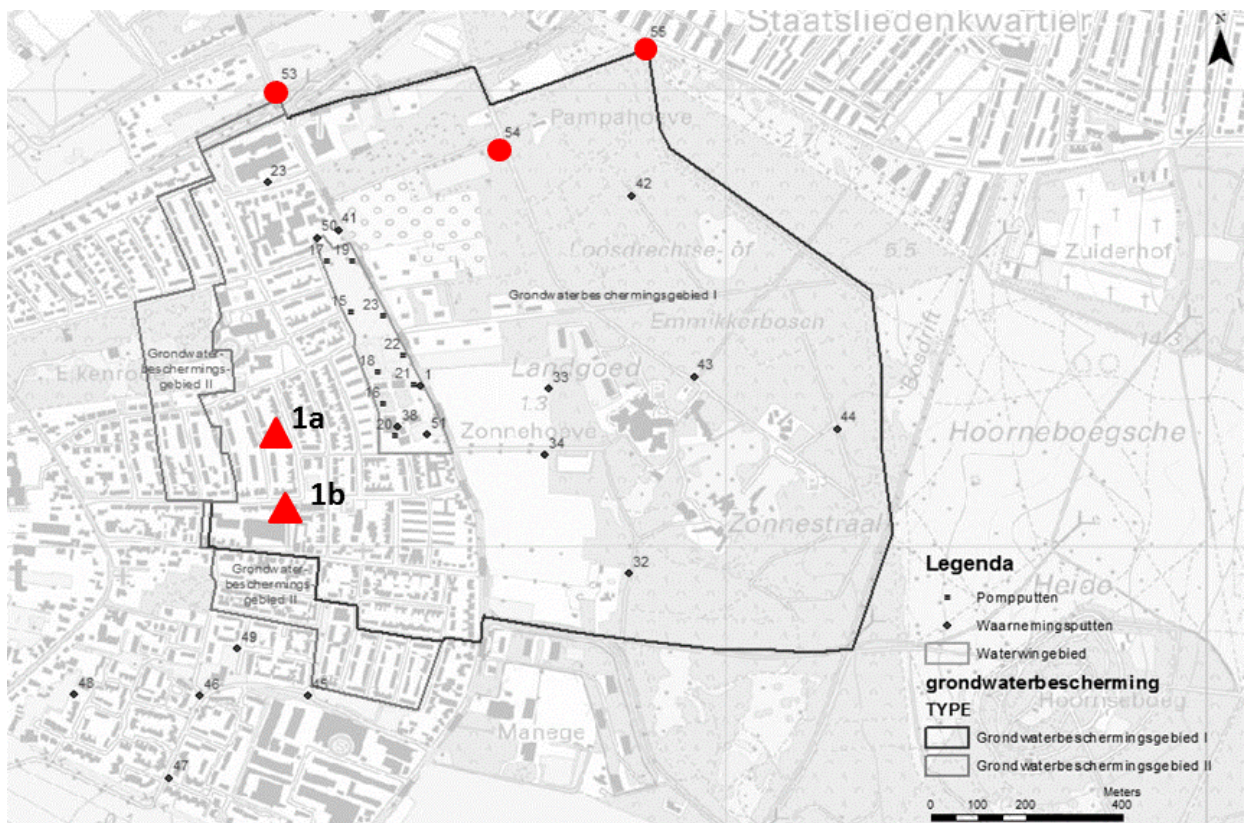 Staatsliedenkwartier
N
55
53
Pampahoeve
54
23
42
41
50
17
19
Loosdrechtse- of
5.5
Zuiderhof
Grondwaterbeschermingsgebied I
15
23
Emmikkerbosch
14.3
22
Grondwater-
beschermings-
gebied II
18
21
1
Landgoed
33
43
Bosdrift
1.3
16
38
1a
20
51
Zonnehoeve
34
44
Hoorneboegsche
1b
Zonnestraal
Grondwater-
beschermings-
gebied II
32
Legenda
Heide
Pompputten
Waarnemingsputten
49
Waterwingebied
grondwaterbescherming
TYPE
48
46
45
Hoorneboeg
Manege
Grondwaterbeschermingsgebied I
Grondwaterbeschermingsgebied II
47
Meters
0 100 200 400